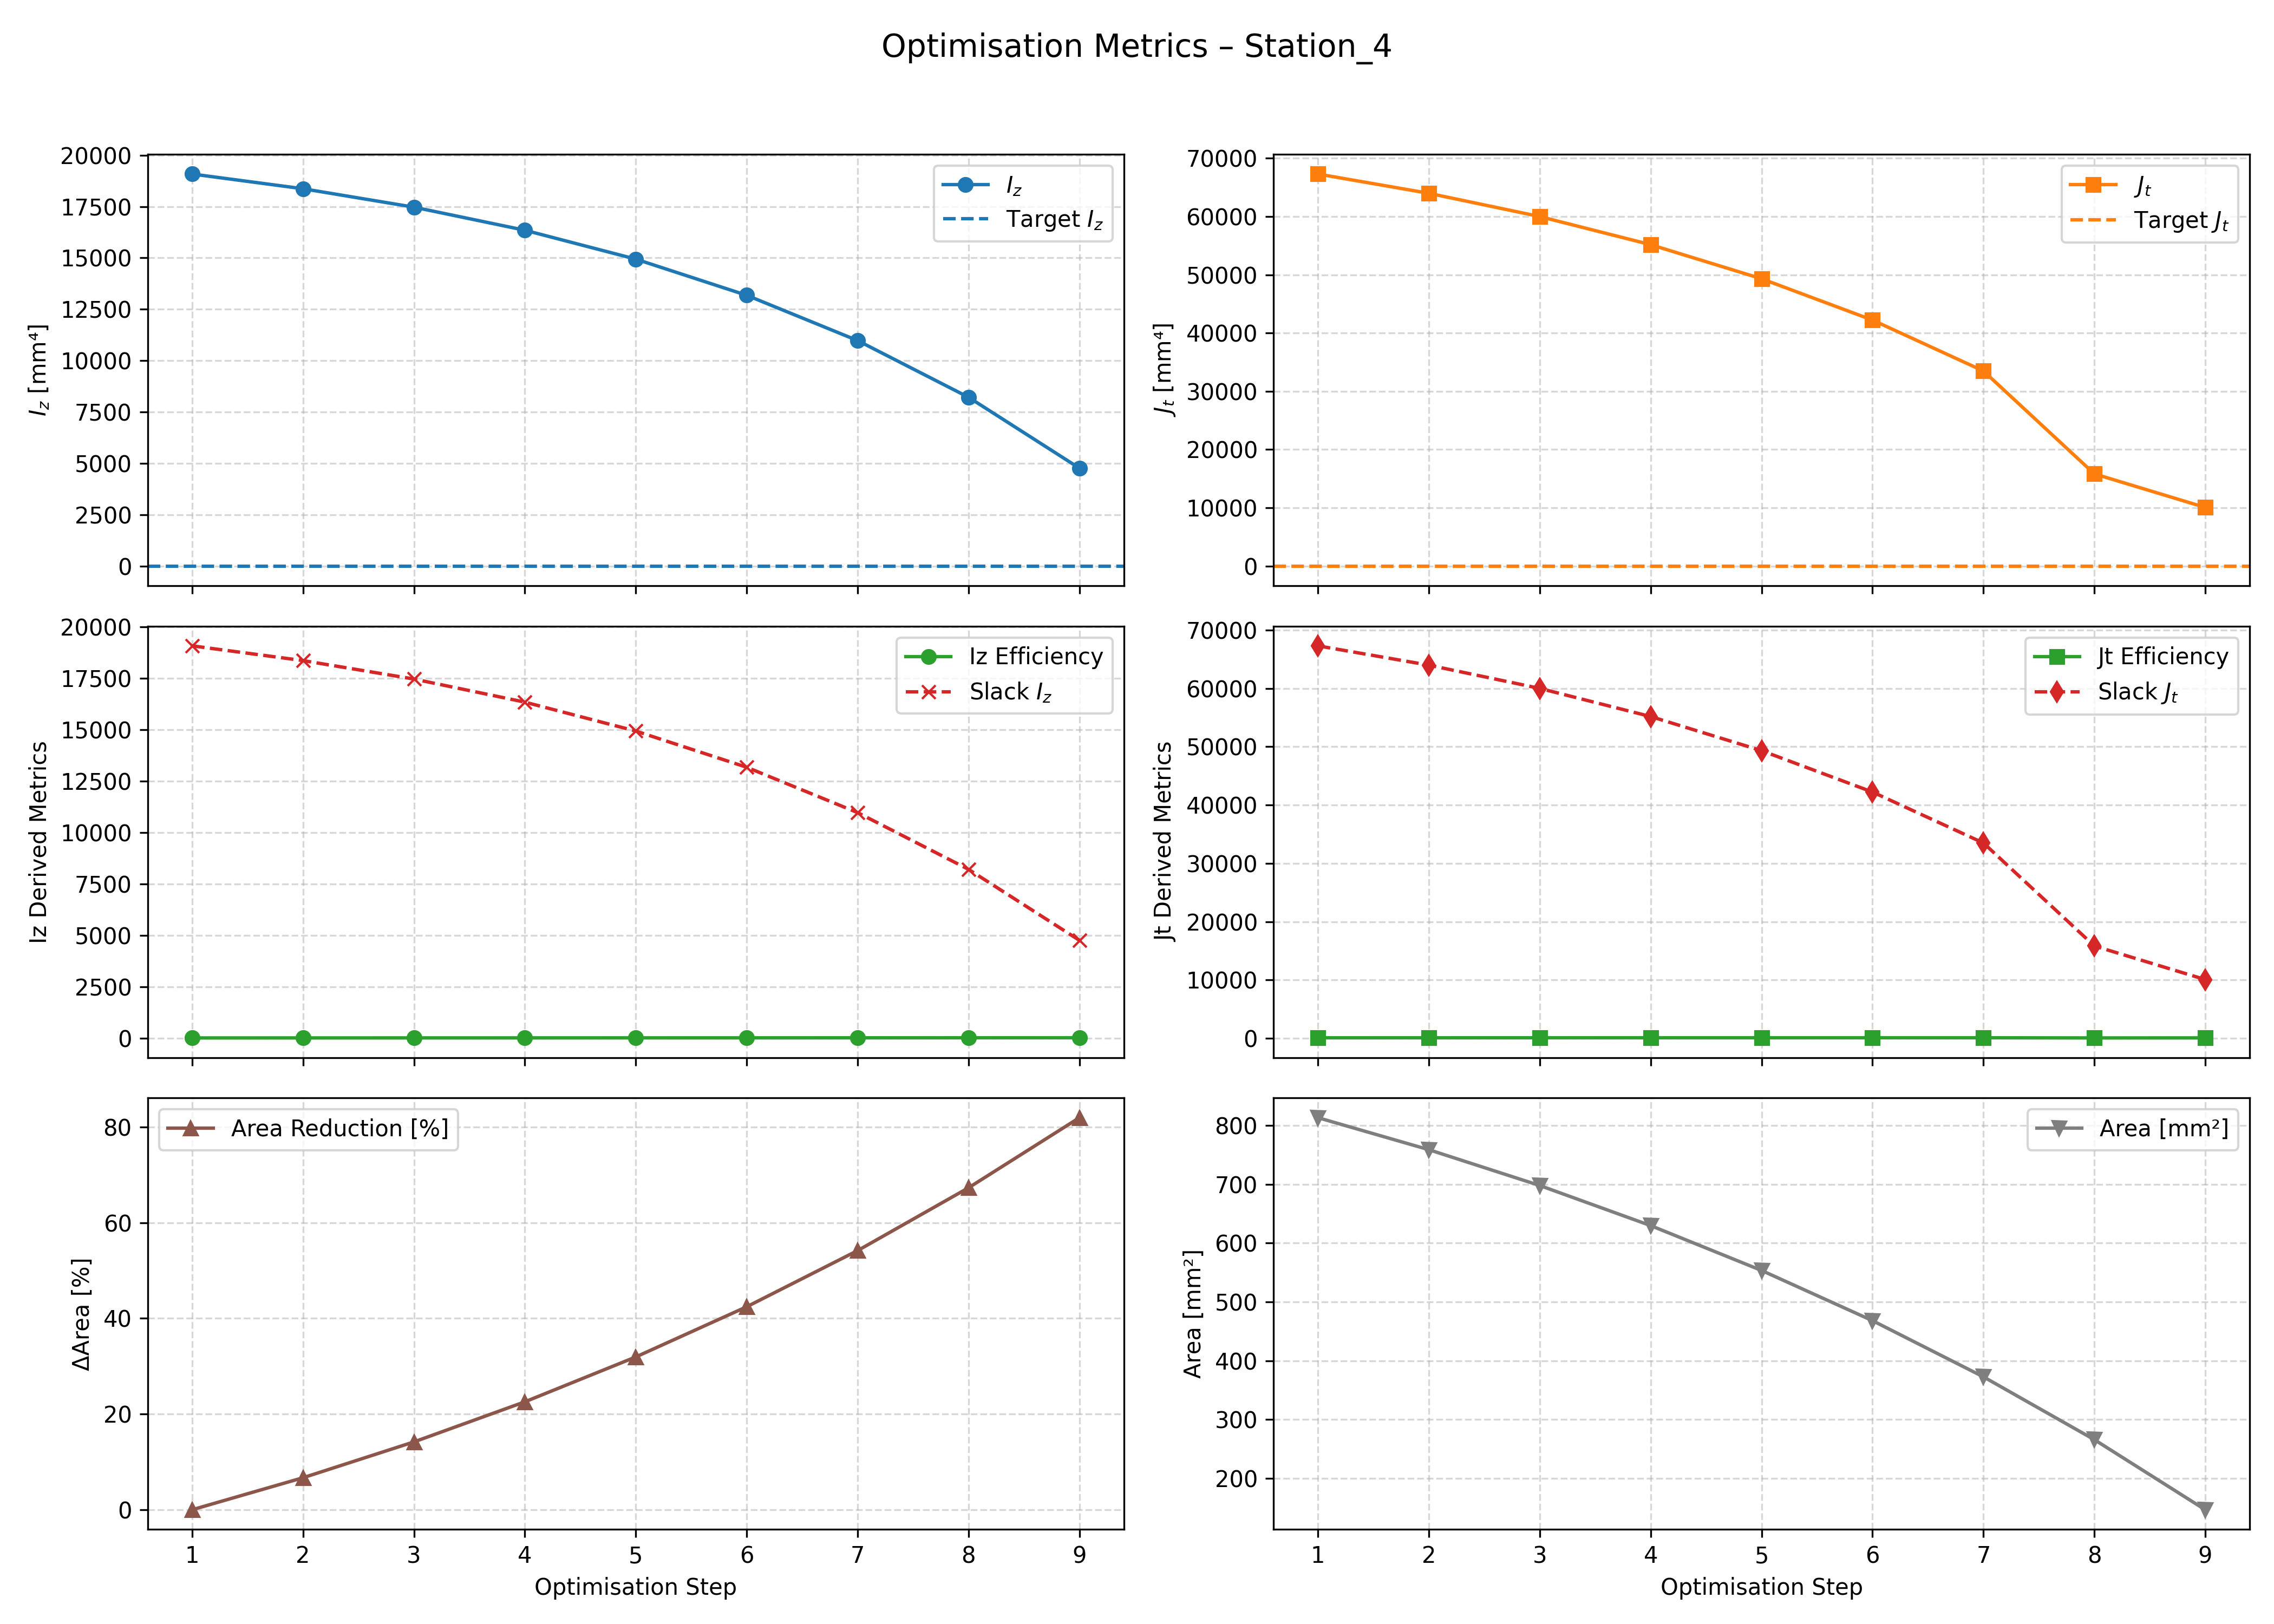 Optimisation Metrics – Station_4
20000
17500
15000
12500
10000
7500
5000
2500
0
I_z [mm⁴]
I_z
Target I_z
70000
60000
50000
40000
30000
20000
10000
0
J_t [mm⁴]
J_t
Target J_t
20000
17500
15000
12500
10000
7500
5000
2500
0
Iz Derived Metrics
Iz Efficiency
Slack I_z
70000
60000
50000
40000
30000
20000
10000
0
Jt Derived Metrics
Jt Efficiency
Slack J_t
80
60
40
20
0
ΔArea [%]
Area Reduction [%]
1 2 3 4 5 6 7 8 9
Optimisation Step
800
700
600
500
400
300
200
Area [mm²]
Area [mm²]
1 2 3 4 5 6 7 8 9
Optimisation Step